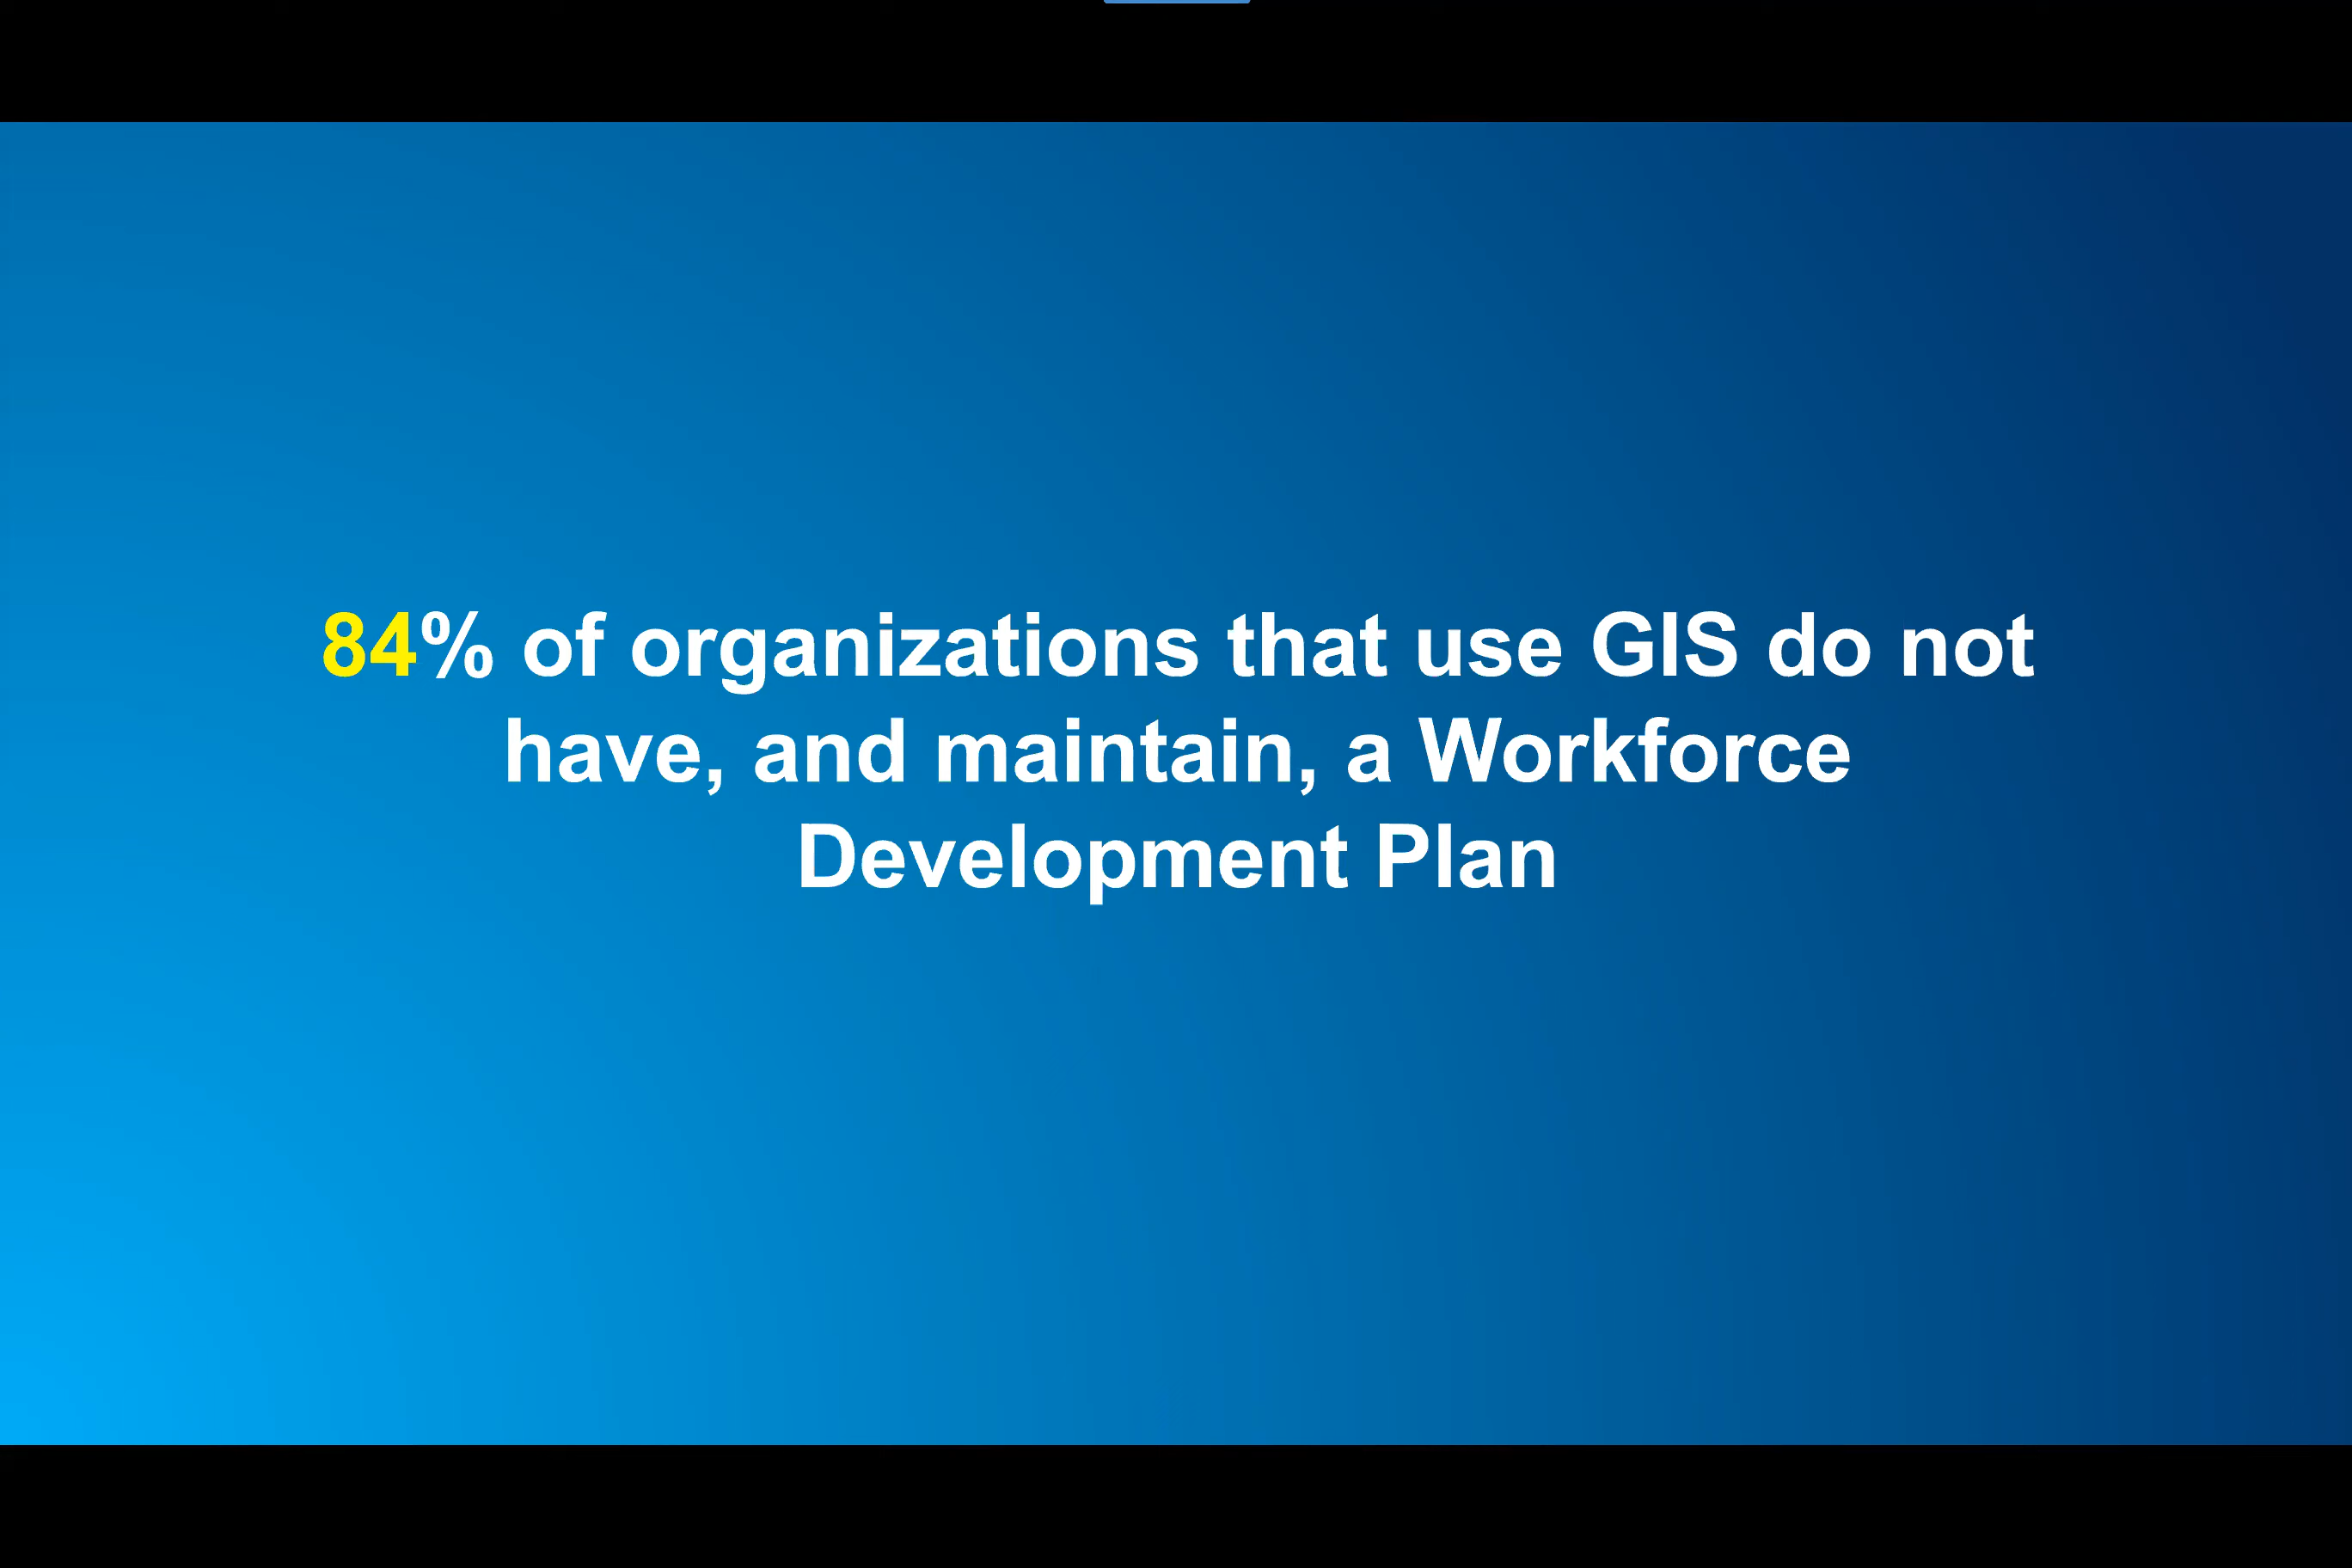 84% of organizations that use GIS do not
have, and maintain, a Workforce
Development Plan